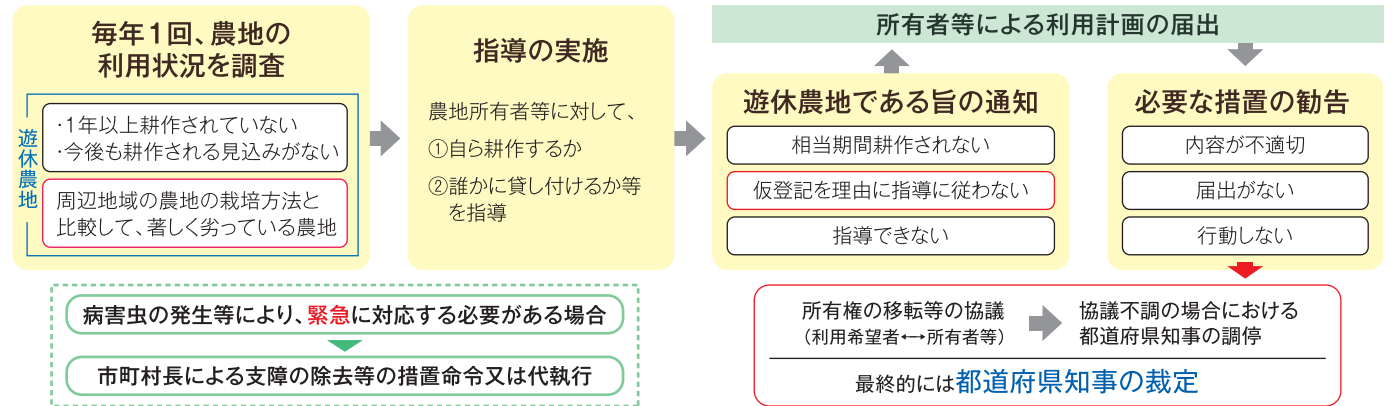 毎年1回、農地の
利用状況を調査
遊休農地
・1年以上耕作されていない
・今後も耕作される見込みがない
周辺地域の農地の栽培方法と
比較して、著しく劣っている農地
指導の実施
農地所有者等に対して、
①自ら耕作するか
②誰かに貸し付けるか等
を指導
所有者等による利用計画の届出
遊休農地である旨の通知
相当期間耕作されない
仮登記を理由に指導に従わない
指導できない
必要な措置の勧告
内容が不適切
届出がない
行動しない
病害虫の発生等により、緊急に対応する必要がある場合
市町村長による支障の除去等の措置命令又は代執行
所有権の移転等の協議
（利用希望者⟷所有者等）
協議不調の場合における
都道府県知事の調停
最終的には都道府県知事の裁定